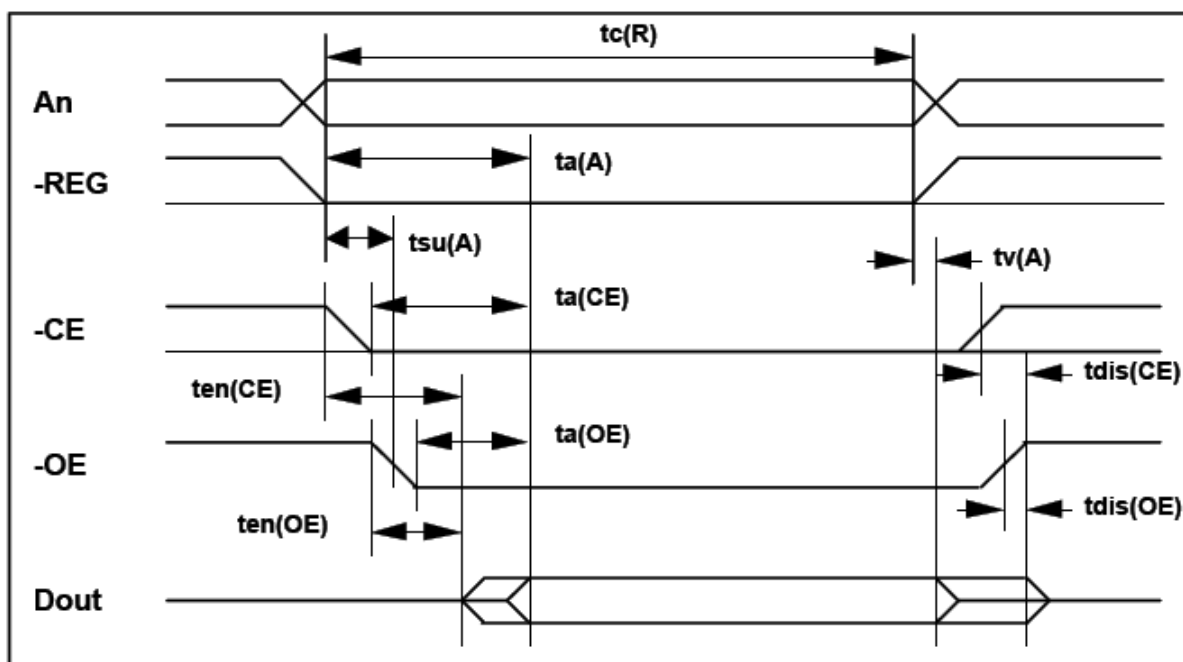 tc(R)
An
ta(A)
-REG
tsu(A)
tv(A)
ta(CE)
-CE
tdis(CE)
ten(CE)
ta(OE)
-OE
tdis(OE)
ten(OE)
Dout